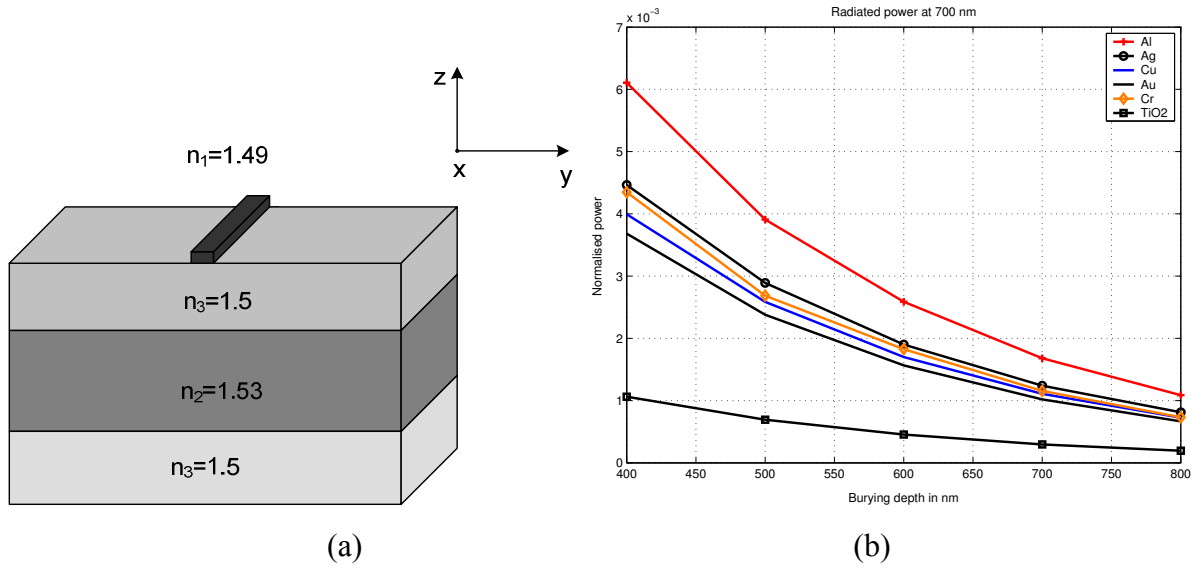 z
x
y
n₁=1.49
n₃=1.5
n₂=1.53
n₃=1.5
(a)
x 10⁻³
Radiated power at 700 nm
7
6
5
4
3
2
1
0
Normalised power
Al
Ag
Cu
Au
Cr
TiO2
400
450
500
550
600
650
700
750
800
Burying depth in nm
(b)